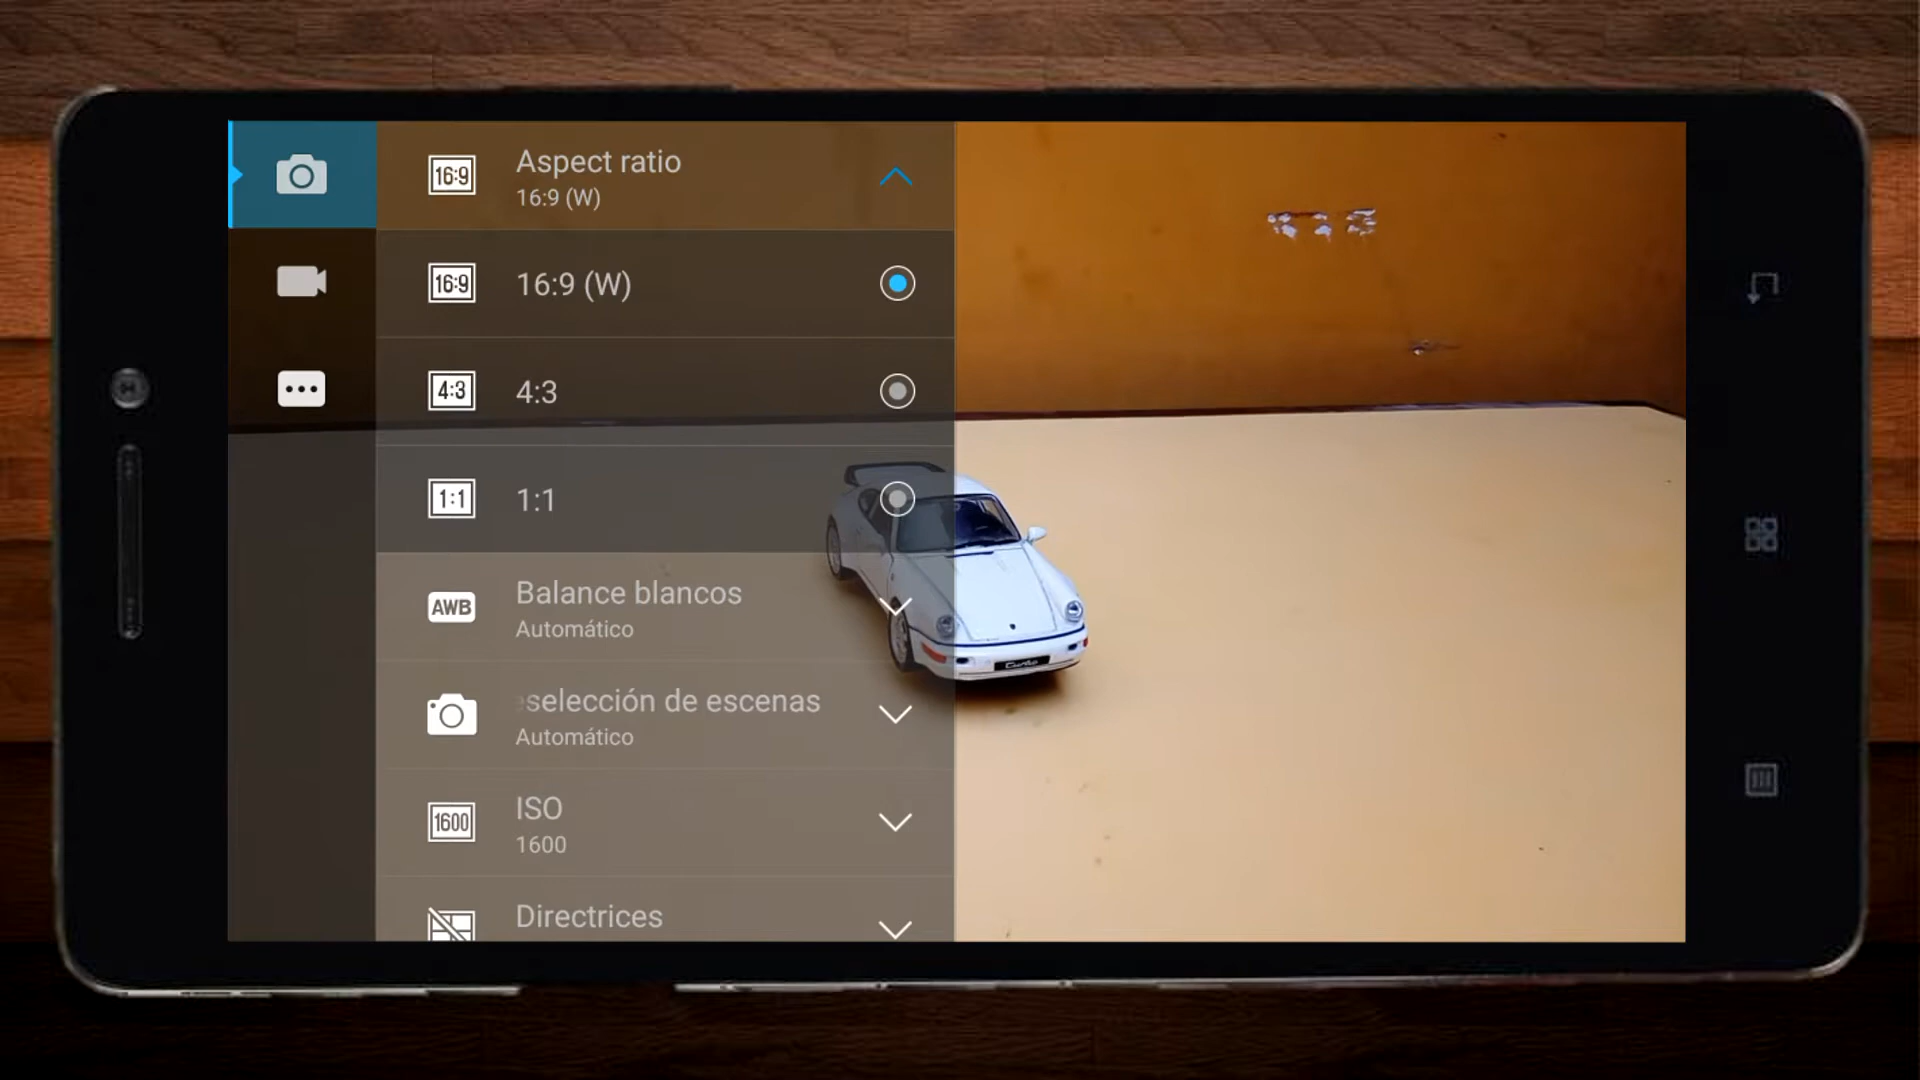 16:9
Aspect ratio
16:9 (W)
16:9
16:9 (W)
4:3
4:3
1:1
1:1
AWB
Balance blancos
Automático
selección de escenas
Automático
1600
ISO
1600
Directrices